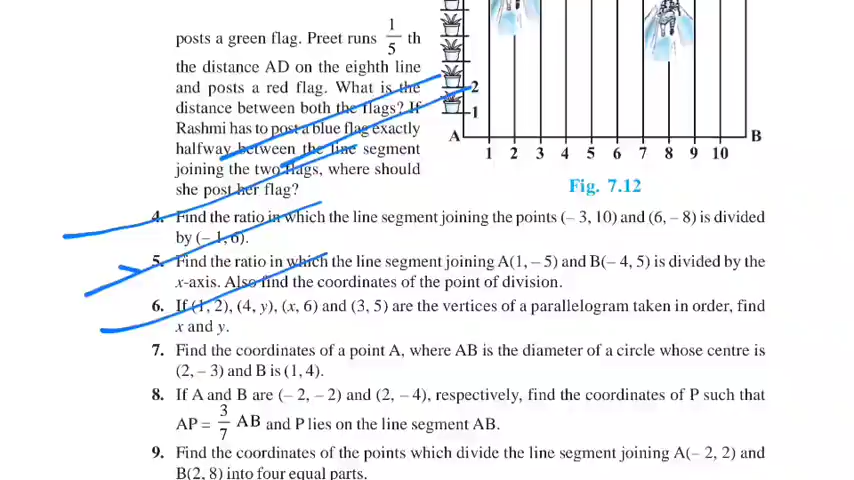 posts a green flag. Preet runs 1/5 th
the distance AD on the eighth line
and posts a red flag. What is the
distance between both the flags? If
Rashmi has to post a blue flag exactly
halfway between the line segment
joining the two flags, where should
she post her flag?
2
1
A
B
1 2 3 4 5 6 7 8 9 10
Fig. 7.12
4. Find the ratio in which the line segment joining the points (– 3, 10) and (6, – 8) is divided
by (– 1, 6).
5. Find the ratio in which the line segment joining A(1, – 5) and B(– 4, 5) is divided by the
x-axis. Also find the coordinates of the point of division.
6. If (1, 2), (4, y), (x, 6) and (3, 5) are the vertices of a parallelogram taken in order, find
x and y.
7. Find the coordinates of a point A, where AB is the diameter of a circle whose centre is
(2, – 3) and B is (1, 4).
8. If A and B are (– 2, – 2) and (2, – 4), respectively, find the coordinates of P such that
AP = 3/7 AB and P lies on the line segment AB.
9. Find the coordinates of the points which divide the line segment joining A(– 2, 2) and
B(2, 8) into four equal parts.